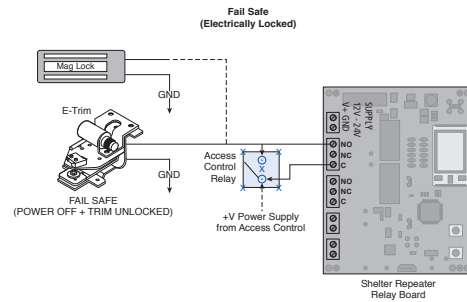 Fail Safe
(Electrically Locked)
Mag Lock
GND
E-Trim
GND
FAIL SAFE
(POWER OFF + TRIM UNLOCKED)
Access
Control
Relay
+V Power Supply
from Access Control
SUPPLY
12V - 24V
V+ GND
NO
NC
C
NO
NC
C
Shelter Repeater
Relay Board